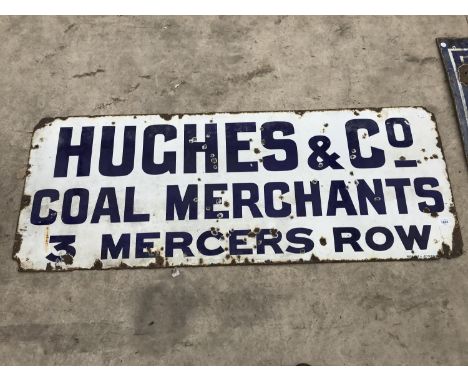 HUGHES & Co
COAL MERCHANTS
3 MERCERS ROW